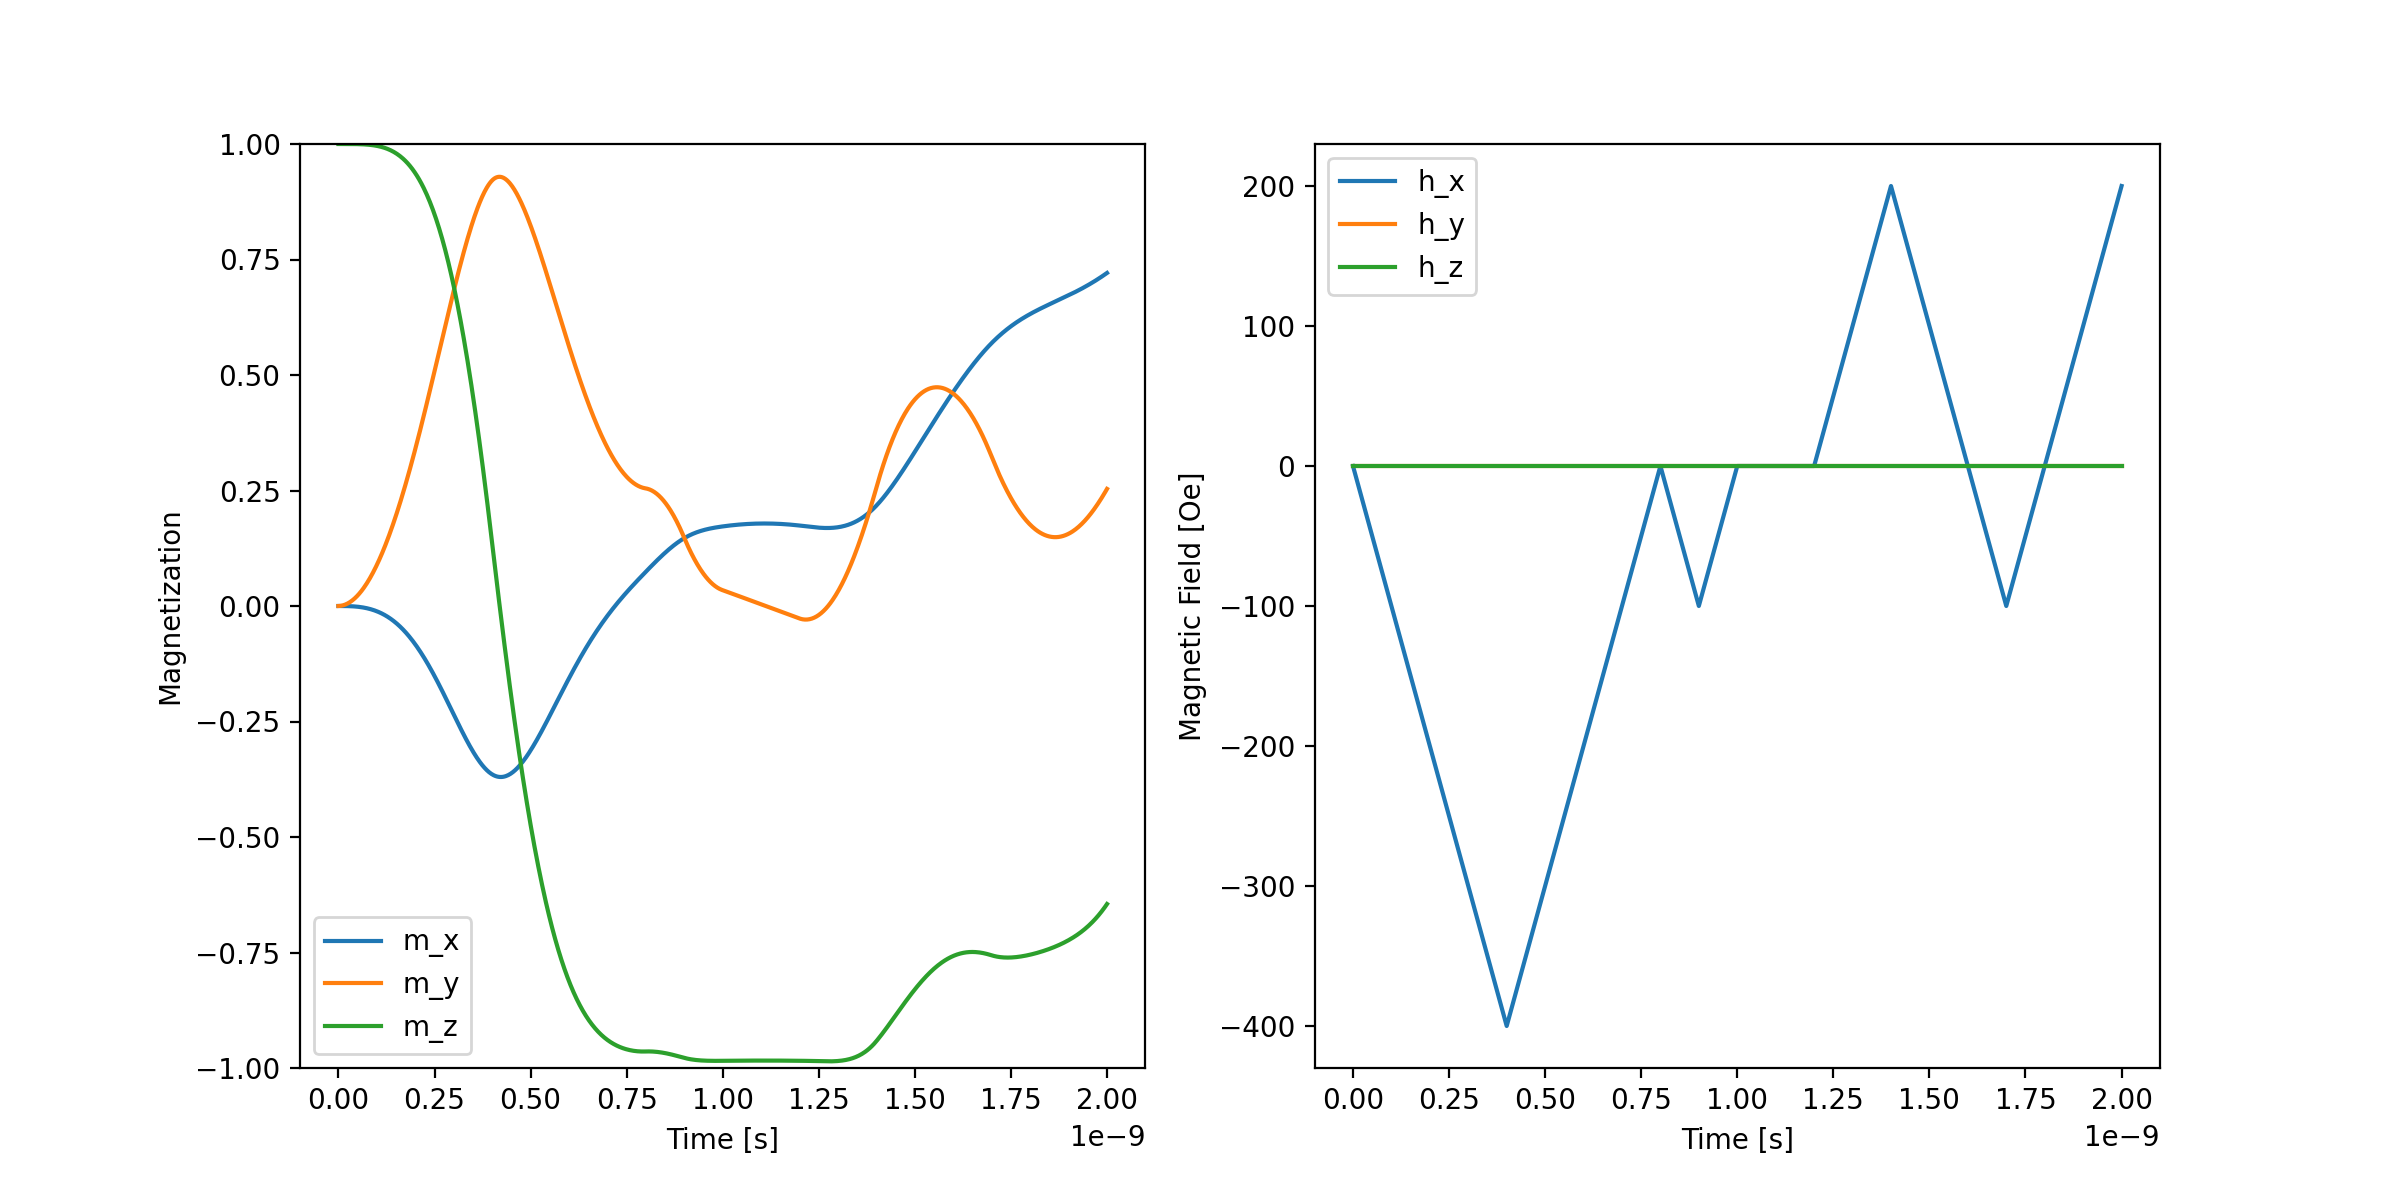 1.00
0.75
0.50
0.25
0.00
−0.25
−0.50
−0.75
−1.00
Magnetization
m_x
m_y
m_z
0.00 0.25 0.50 0.75 1.00 1.25 1.50 1.75 2.00
1e−9
Time [s]
200
100
0
−100
−200
−300
−400
Magnetic Field [Oe]
h_x
h_y
h_z
0.00 0.25 0.50 0.75 1.00 1.25 1.50 1.75 2.00
1e−9
Time [s]